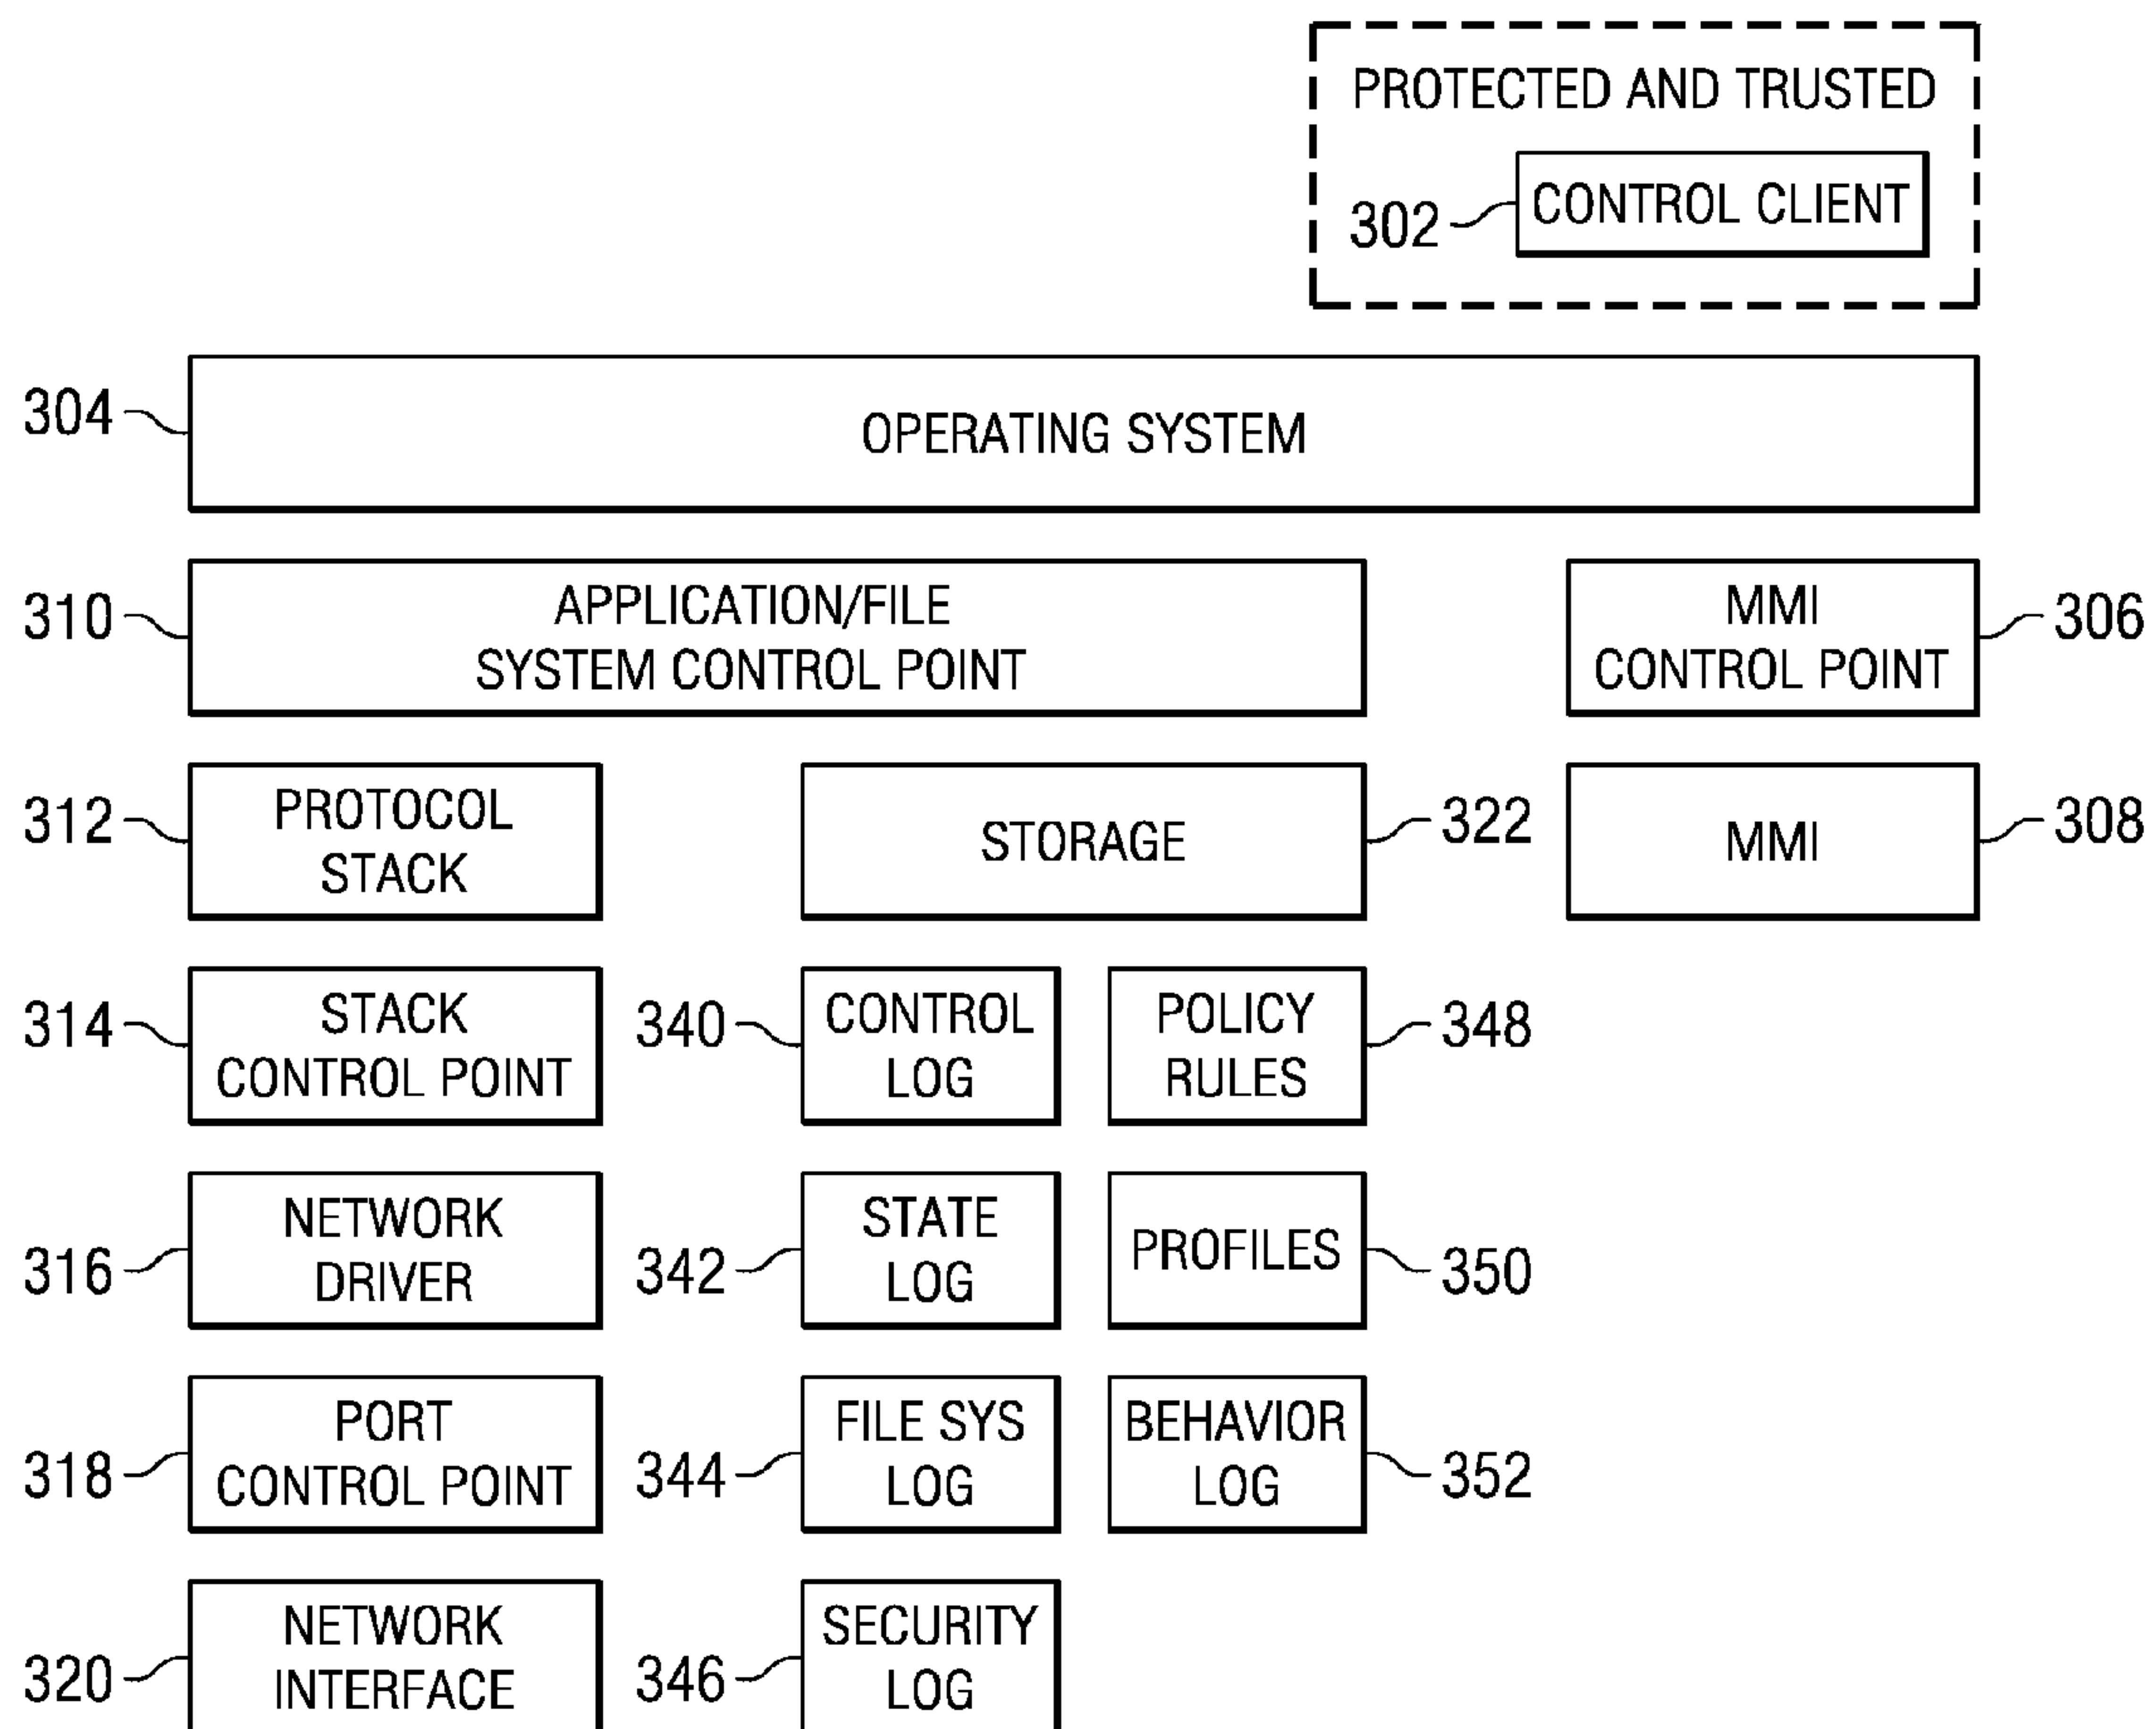 PROTECTED AND TRUSTED
302
CONTROL CLIENT
304
OPERATING SYSTEM
310
APPLICATION/FILE
SYSTEM CONTROL POINT
MMI
CONTROL POINT
306
312
PROTOCOL
STACK
STORAGE
322
MMI
308
314
STACK
CONTROL POINT
340
CONTROL
LOG
POLICY
RULES
348
316
NETWORK
DRIVER
342
STATE
LOG
PROFILES
350
318
PORT
CONTROL POINT
344
FILE SYS
LOG
BEHAVIOR
LOG
352
320
NETWORK
INTERFACE
346
SECURITY
LOG